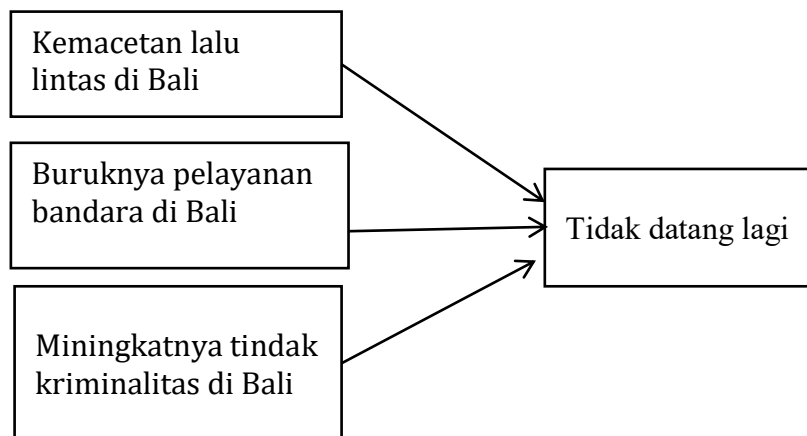 Kemacetan lalu
lintas di Bali
Buruknya pelayanan
bandara di Bali
Tidak datang lagi
Miningkatnya tindak
kriminalitas di Bali